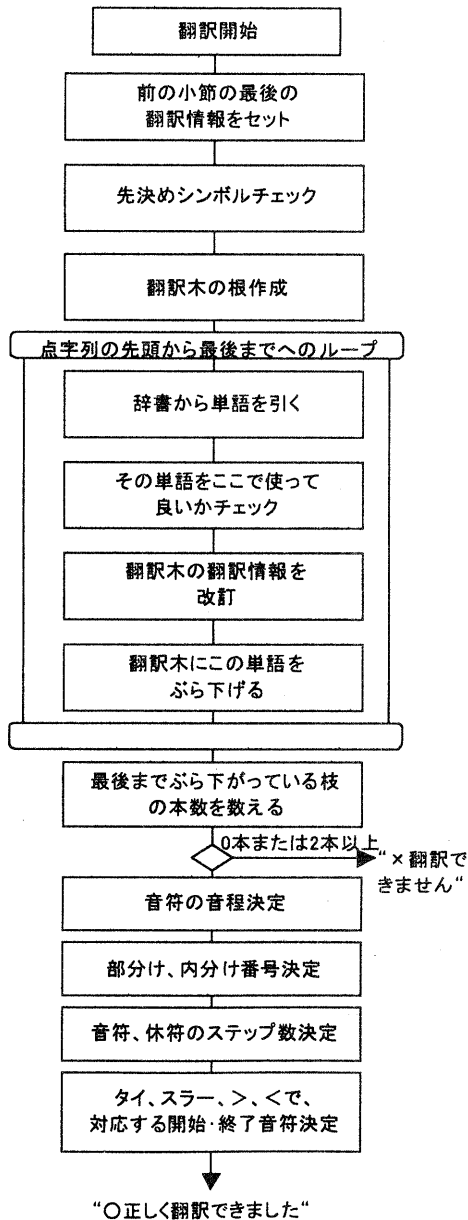 翻訳開始
前の小節の最後の
翻訳情報をセット
先決めシンボルチェック
翻訳木の根作成
点字列の先頭から最後までへのループ
辞書から単語を引く
その単語をここで使って
良いかチェック
翻訳木の翻訳情報を
改訂
翻訳木にこの単語を
ぶら下げる
最後までぶら下がっている枝
の本数を数える
0本または2本以上
“×翻訳で
きません“
音符の音程決定
部分け、内分け番号決定
音符、休符のステップ数決定
タイ、スラー、＞、＜で、
対応する開始・終了音符決定
“〇正しく翻訳できました“